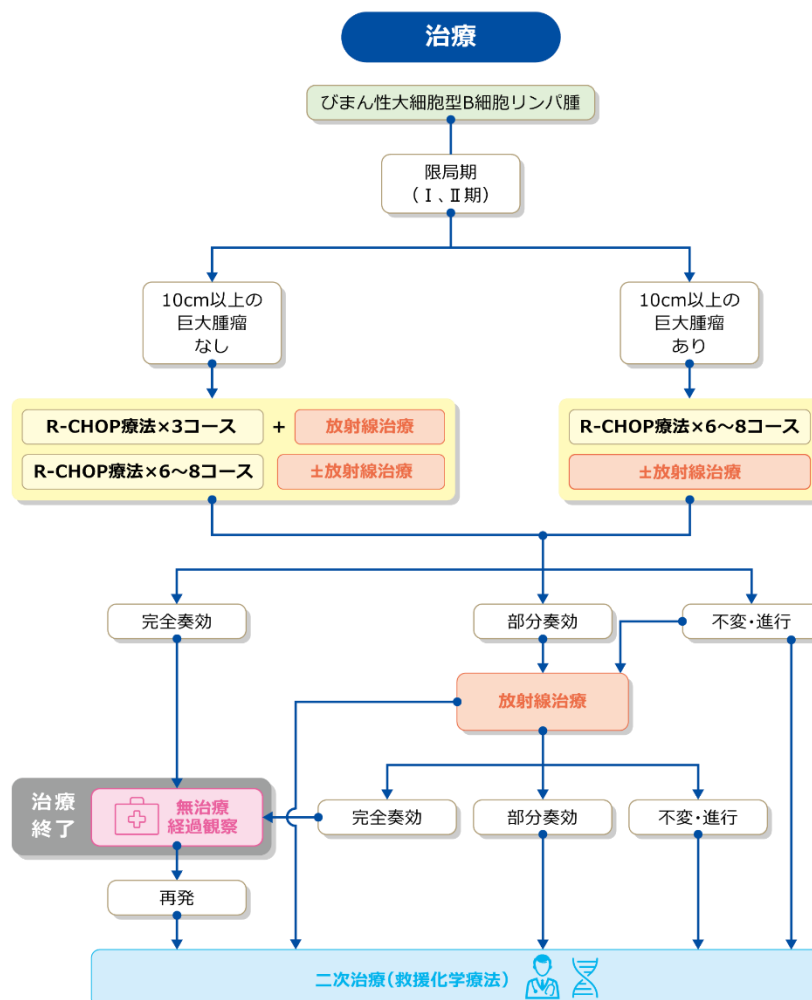 治療
びまん性大細胞型B細胞リンパ腫
限局期
(Ⅰ、Ⅱ期)
10cm以上の
巨大腫瘤
なし
10cm以上の
巨大腫瘤
あり
R-CHOP療法×3コース + 放射線治療
R-CHOP療法×6～8コース ±放射線治療
R-CHOP療法×6～8コース
±放射線治療
完全奏効
部分奏効
不変・進行
放射線治療
治療
終了
無治療
経過観察
完全奏効
部分奏効
不変・進行
再発
二次治療(救援化学療法)